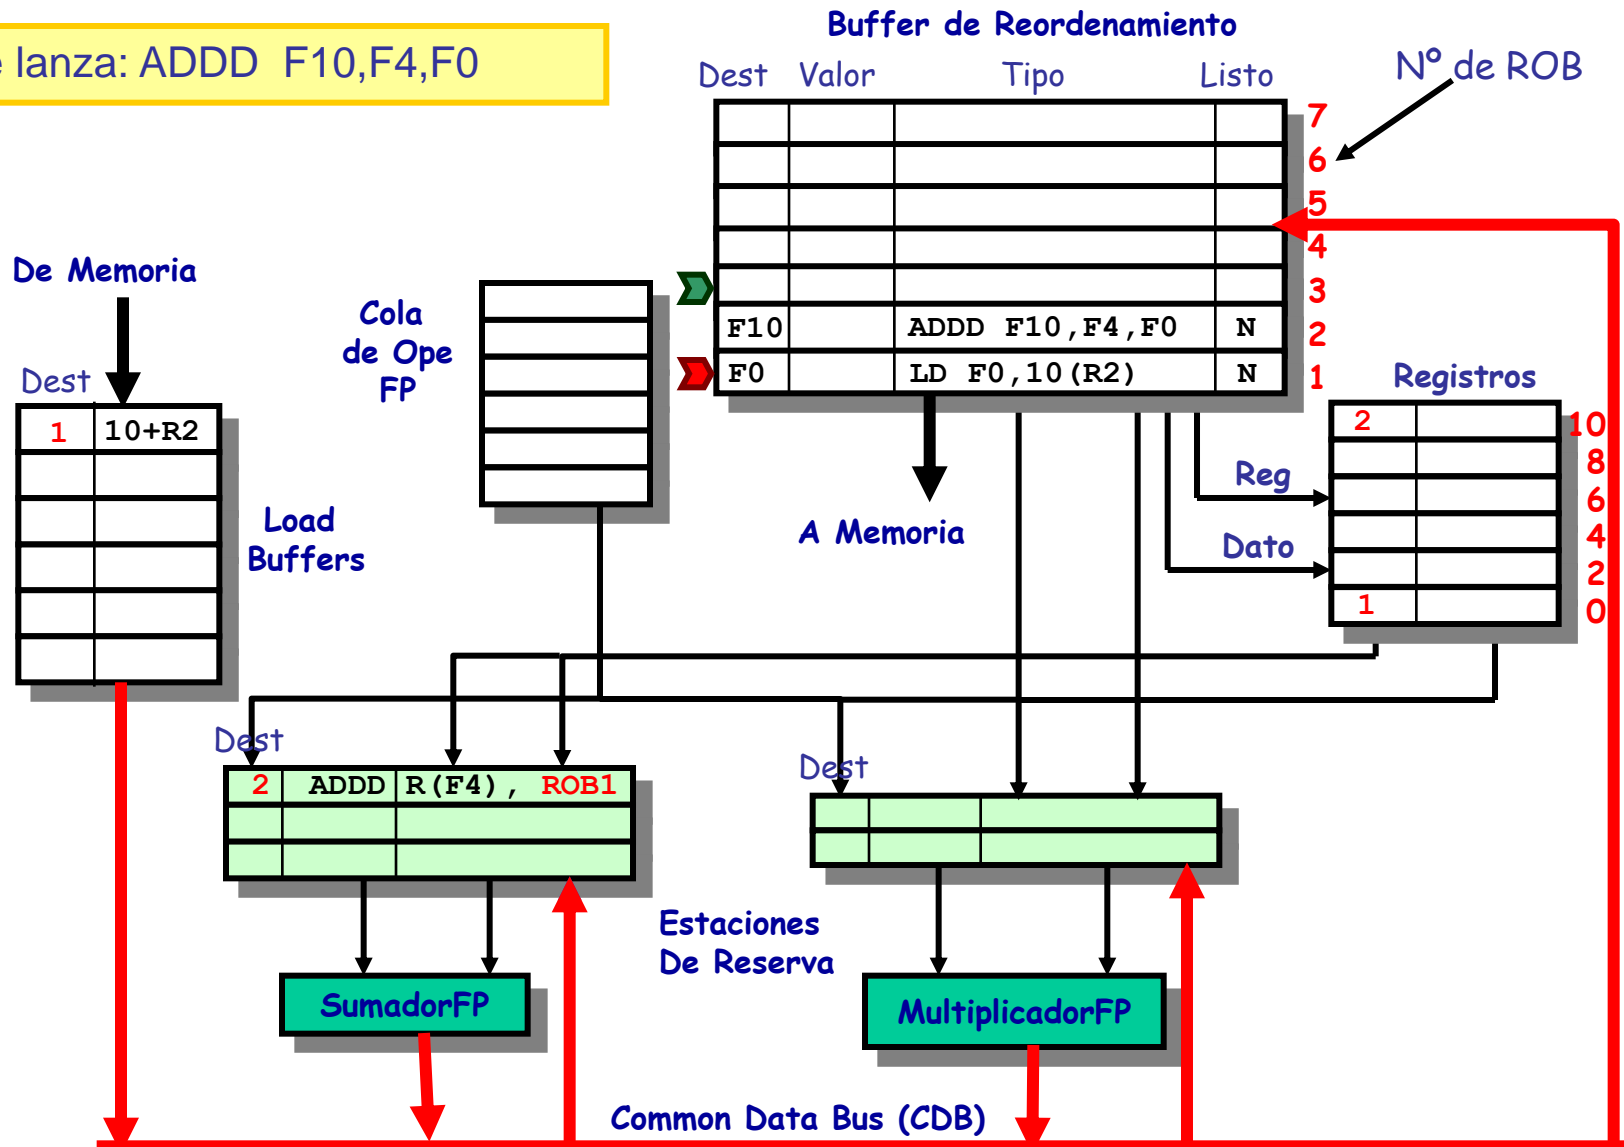 lanza: ADDD F10,F4,F0
Buffer de Reordenamiento
Dest Valor Tipo Listo
Nº de ROB
7
6
5
4
3
F10 ADDD F10,F4,F0 N 2
F0 LD F0,10(R2) N 1
De Memoria
Dest
1 10+R2
Load
Buffers
Cola
de Ope
FP
A Memoria
Registros
2 10
8
6
4
2
1 0
Reg
Dato
Dest
2 ADDD R(F4), ROB1
Dest
Estaciones
De Reserva
SumadorFP
MultiplicadorFP
Common Data Bus (CDB)